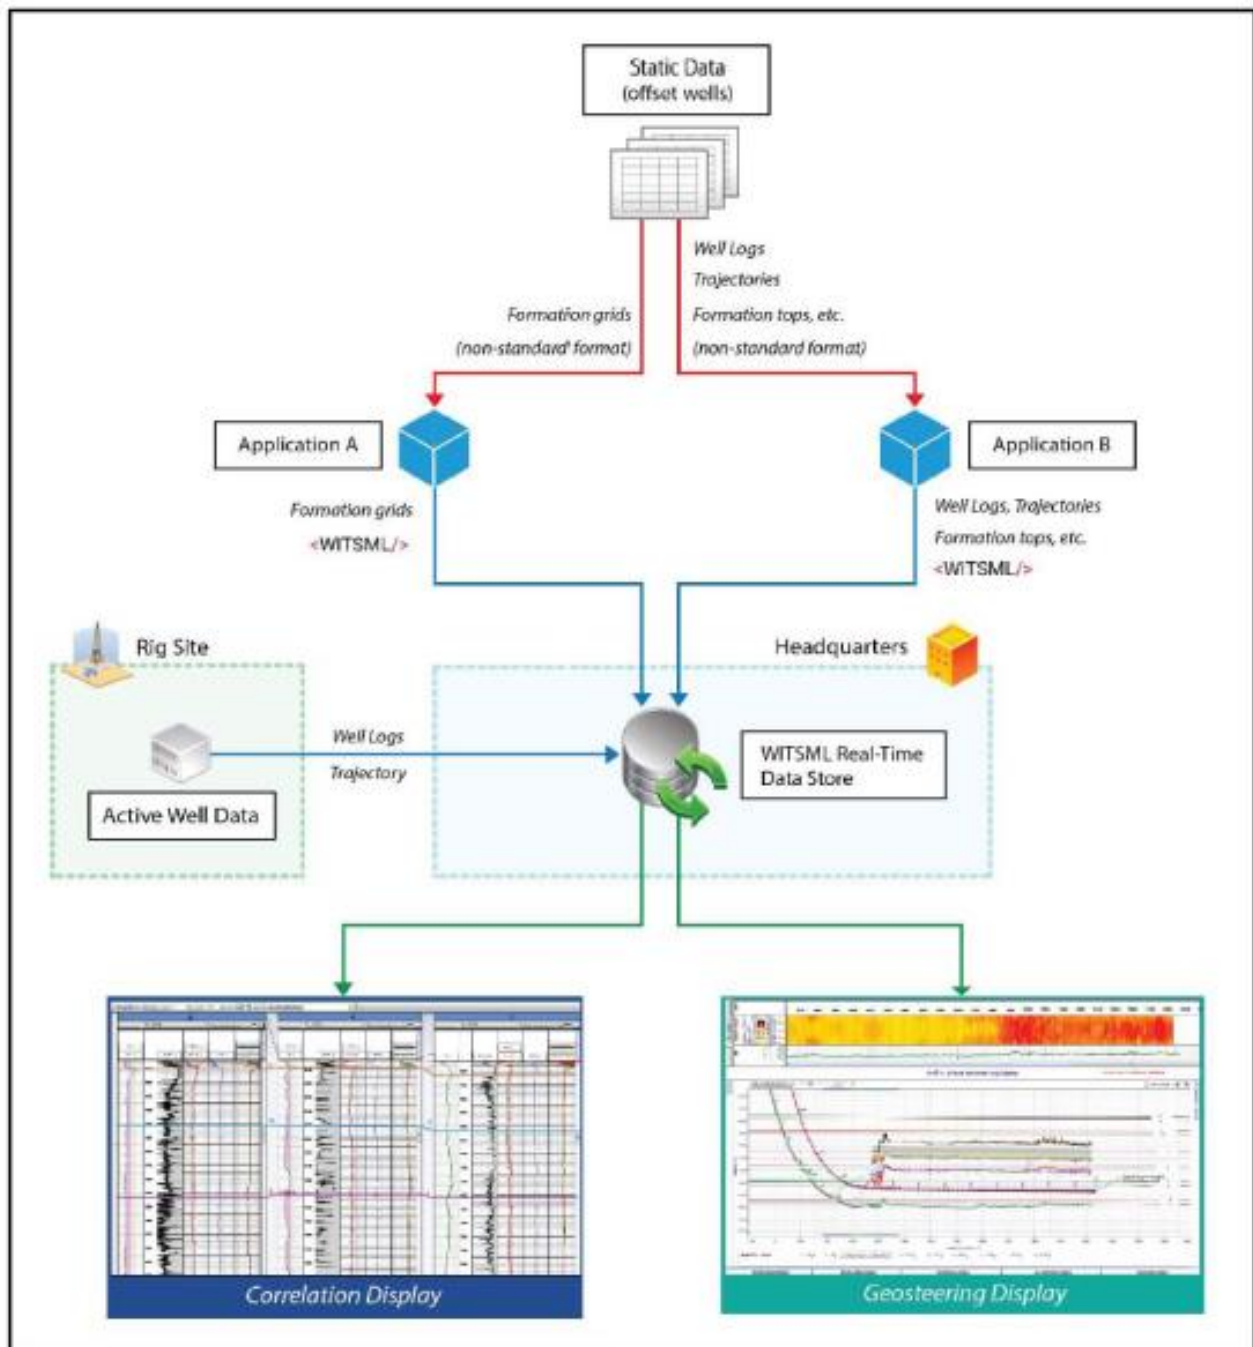 Static Data
(offset wells)
Well Logs
Trajectories
Formation grids
Formation tops, etc.
(non-standard format)
(non-standard format)
Application A
Application B
Formation grids
<WITSML/>
Well Logs, Trajectories
Formation tops, etc.
<WITSML/>
Rig Site
Headquarters
Well Logs
Trajectory
WITSML Real-Time
Data Store
Active Well Data
Correlation Display
Geosteering Display